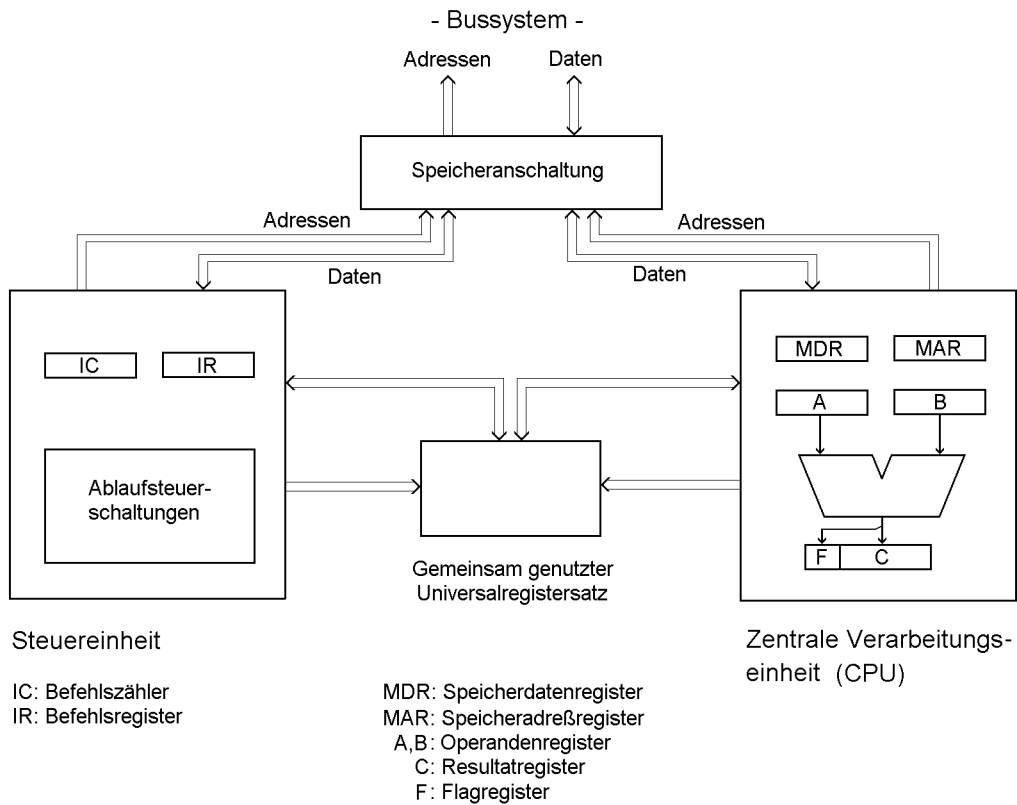 - Bussystem -
Adressen
Daten
Speicheranschaltung
Adressen
Daten
Daten
Adressen
IC
IR
Ablaufsteuer-
schaltungen
Gemeinsam genutzter
Universalregistersatz
MDR
MAR
A
B
F
C
Steuereinheit
IC: Befehlszähler
IR: Befehlsregister
Zentrale Verarbeitungs-
einheit (CPU)
MDR: Speicherdatenregister
MAR: Speicheradreßregister
A,B: Operandenregister
C: Resultatregister
F: Flagregister